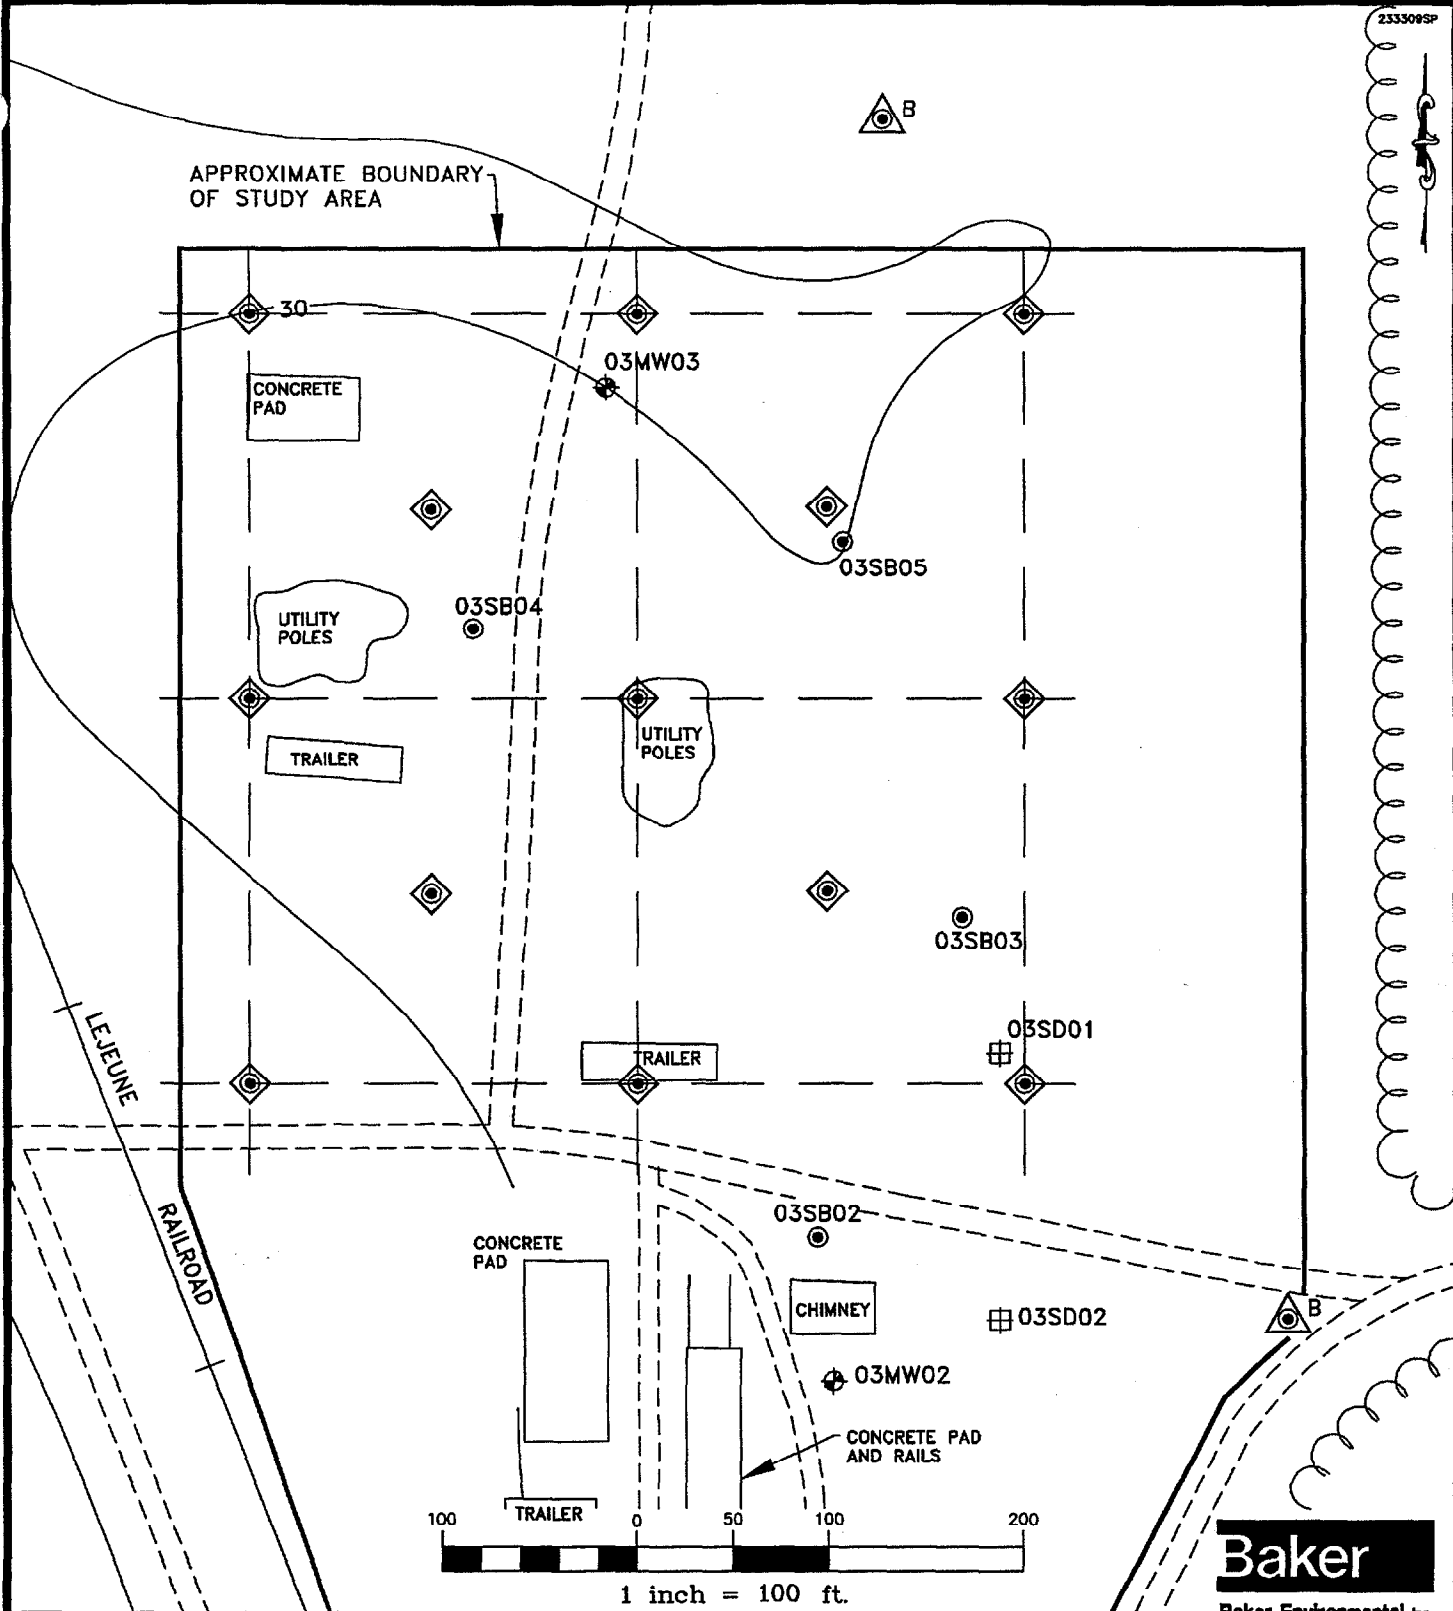 233309SP
B
APPROXIMATE BOUNDARY
OF STUDY AREA
30
03MW03
CONCRETE
PAD
03SB05
03SB04
UTILITY
POLES
UTILITY
POLES
TRAILER
03SB03
03SD01
TRAILER
LEJEUNE
RAILROAD
03SB02
CONCRETE
PAD
CHIMNEY
03SD02
B
03MW02
CONCRETE PAD
AND RAILS
TRAILER
100 0 50 100 200
1 inch = 100 ft.
Baker
Baker Environmental